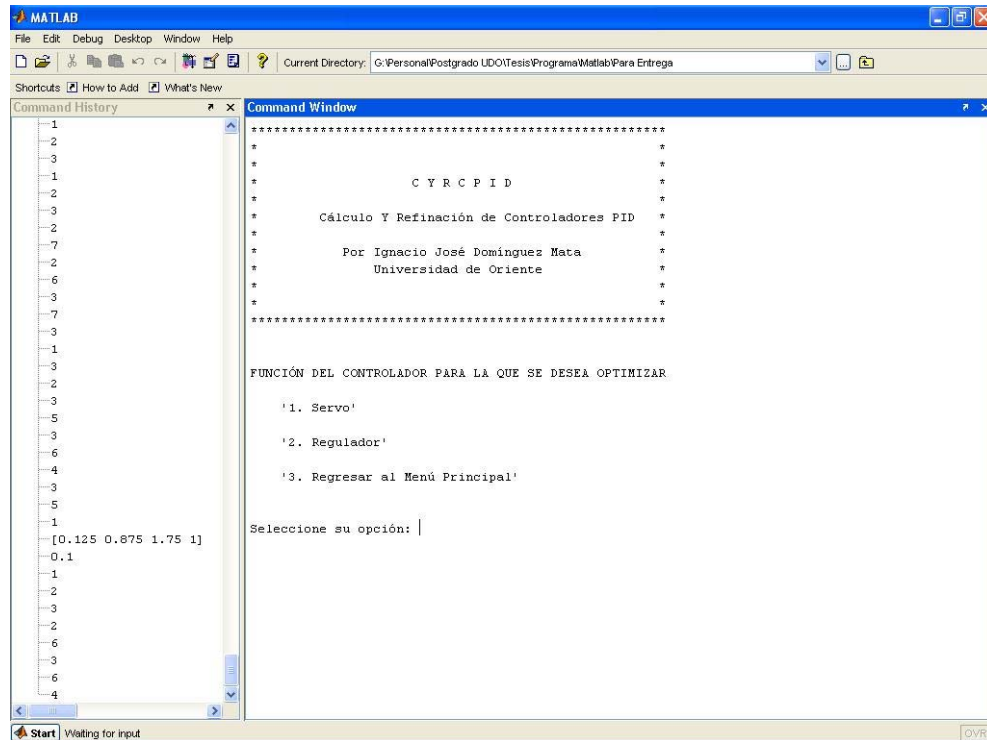 MATLAB
File Edit Debug Desktop Window Help
Current Directory: G:\Personal\Postgrado UDO\Tesis\Programa\Matlab\Para Entrega
Shortcuts How to Add What's New
Command History
1
2
3
1
2
3
2
7
2
6
3
7
3
1
3
2
3
5
3
6
4
3
5
1
[0.125 0.875 1.75 1]
0.1
1
2
3
2
6
3
6
4
Command Window
******************************************************
* *
* *
* C Y R C P I D *
* *
* Cálculo Y Refinación de Controladores PID *
* *
* Por Ignacio José Domínguez Mata *
* Universidad de Oriente *
* *
* *
******************************************************
FUNCIÓN DEL CONTROLADOR PARA LA QUE SE DESEA OPTIMIZAR
'1. Servo'
'2. Regulador'
'3. Regresar al Menú Principal'
Seleccione su opción:
Start Waiting for input
OVR